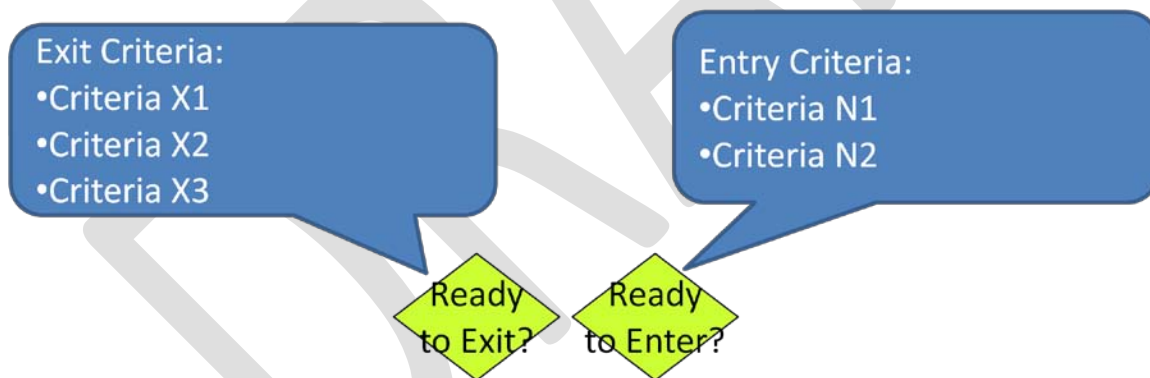 Exit Criteria:
•Criteria X1
•Criteria X2
•Criteria X3
Entry Criteria:
•Criteria N1
•Criteria N2
Ready
to Exit?
Ready
to Enter?